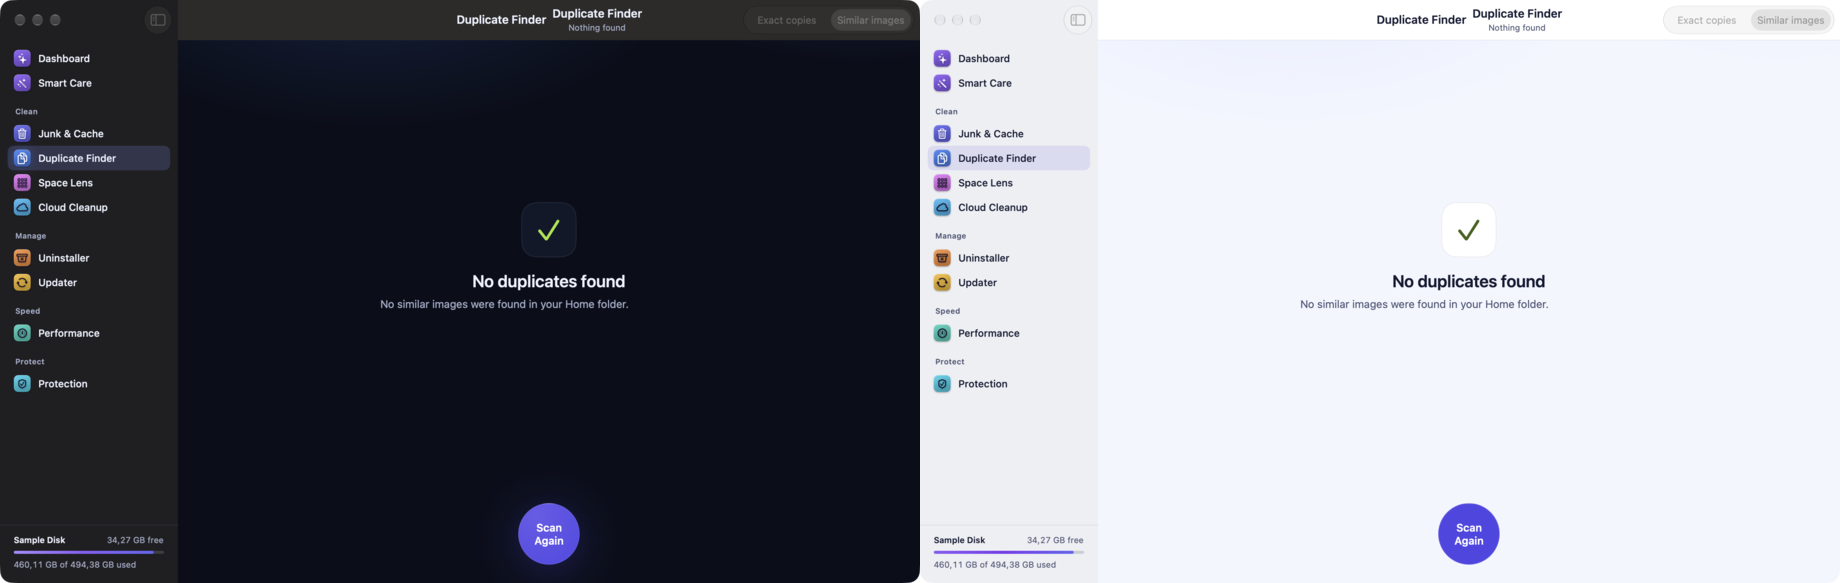 Duplicate Finder
Duplicate Finder
Nothing found
Exact copies
Similar images
Dashboard
Smart Care
Clean
Junk & Cache
Duplicate Finder
Space Lens
Cloud Cleanup
Manage
Uninstaller
Updater
Speed
Performance
Protect
Protection
Sample Disk
34,27 GB free
460,11 GB of 494,38 GB used
No duplicates found
No similar images were found in your Home folder.
Scan
Again
Duplicate Finder
Duplicate Finder
Nothing found
Exact copies
Similar images
Dashboard
Smart Care
Clean
Junk & Cache
Duplicate Finder
Space Lens
Cloud Cleanup
Manage
Uninstaller
Updater
Speed
Performance
Protect
Protection
Sample Disk
34,27 GB free
460,11 GB of 494,38 GB used
No duplicates found
No similar images were found in your Home folder.
Scan
Again